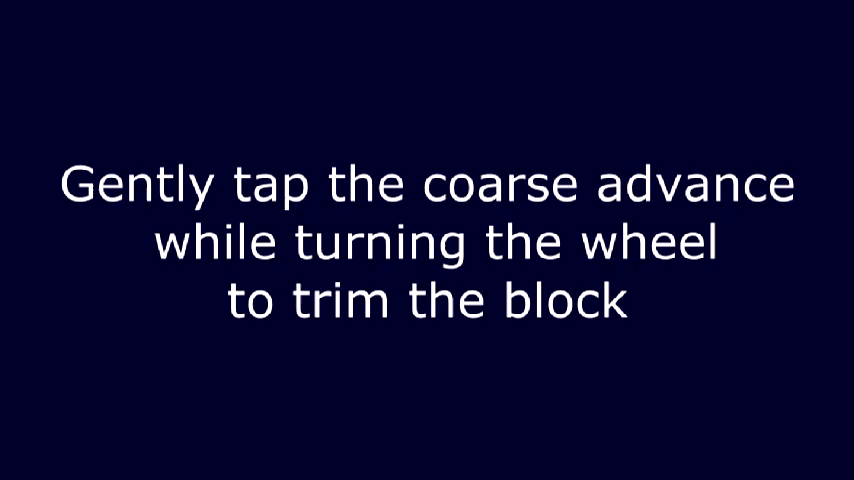 Gently tap the coarse advance
while turning the wheel
to trim the block